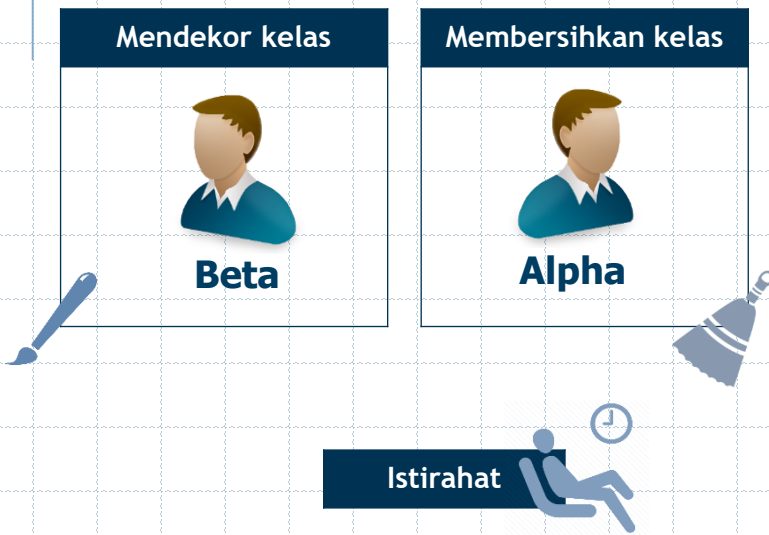 Mendekor kelas
Membersihkan kelas
Beta
Alpha
Istirahat